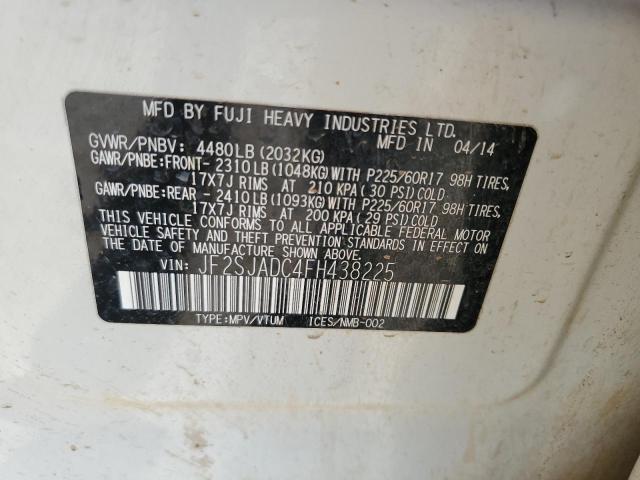 MFD BY FUJI HEAVY INDUSTRIES LTD.
GVWR/PNBV: 4480LB(2032KG) MFD IN 04/14
GAWR/PNBE:FRONT- 2310LB(1048KG)WITH P225/60R17 98H TIRES,
17X7J RIMS AT 210 KPA(30 PSI)COLD
GAWR/PNBE:REAR - 2410LB(1093KG)WITH P225/60R17 98H TIRES,
17X7J RIMS AT 200 KPA(29 PSI)COLD
THIS VEHICLE CONFORMS TO ALL APPLICABLE FEDERAL MOTOR
VEHICLE SAFETY AND THEFT PREVENTION STANDARDS IN EFFECT ON
THE DATE OF MANUFACTURE SHOWN ABOVE.
VIN: JF2SJADC4FH438225
TYPE:MPV/VTUM ICES/NMB-002